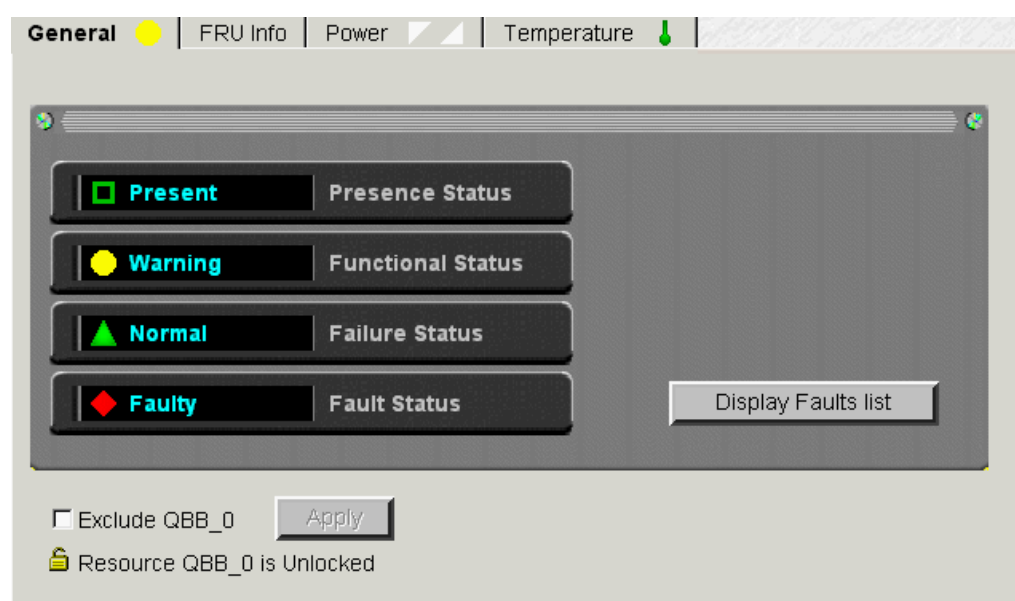 General FRU Info Power Temperature
Present Presence Status
Warning Functional Status
Normal Failure Status
Faulty Fault Status
Display Faults list
Exclude QBB_0 Apply
Resource QBB_0 is Unlocked